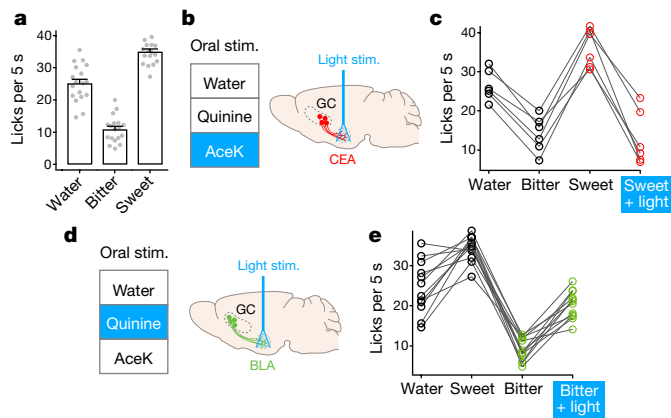 a
Licks per 5 s
40
30
20
10
0
Water
Bitter
Sweet
b
Oral stim.
Water
Quinine
AceK
Light stim.
GC
CEA
c
Licks per 5 s
40
30
20
10
Water
Bitter
Sweet
Sweet
+ light
d
Oral stim.
Water
Quinine
AceK
Light stim.
GC
BLA
e
Licks per 5 s
30
20
10
Water
Sweet
Bitter
Bitter
+ light